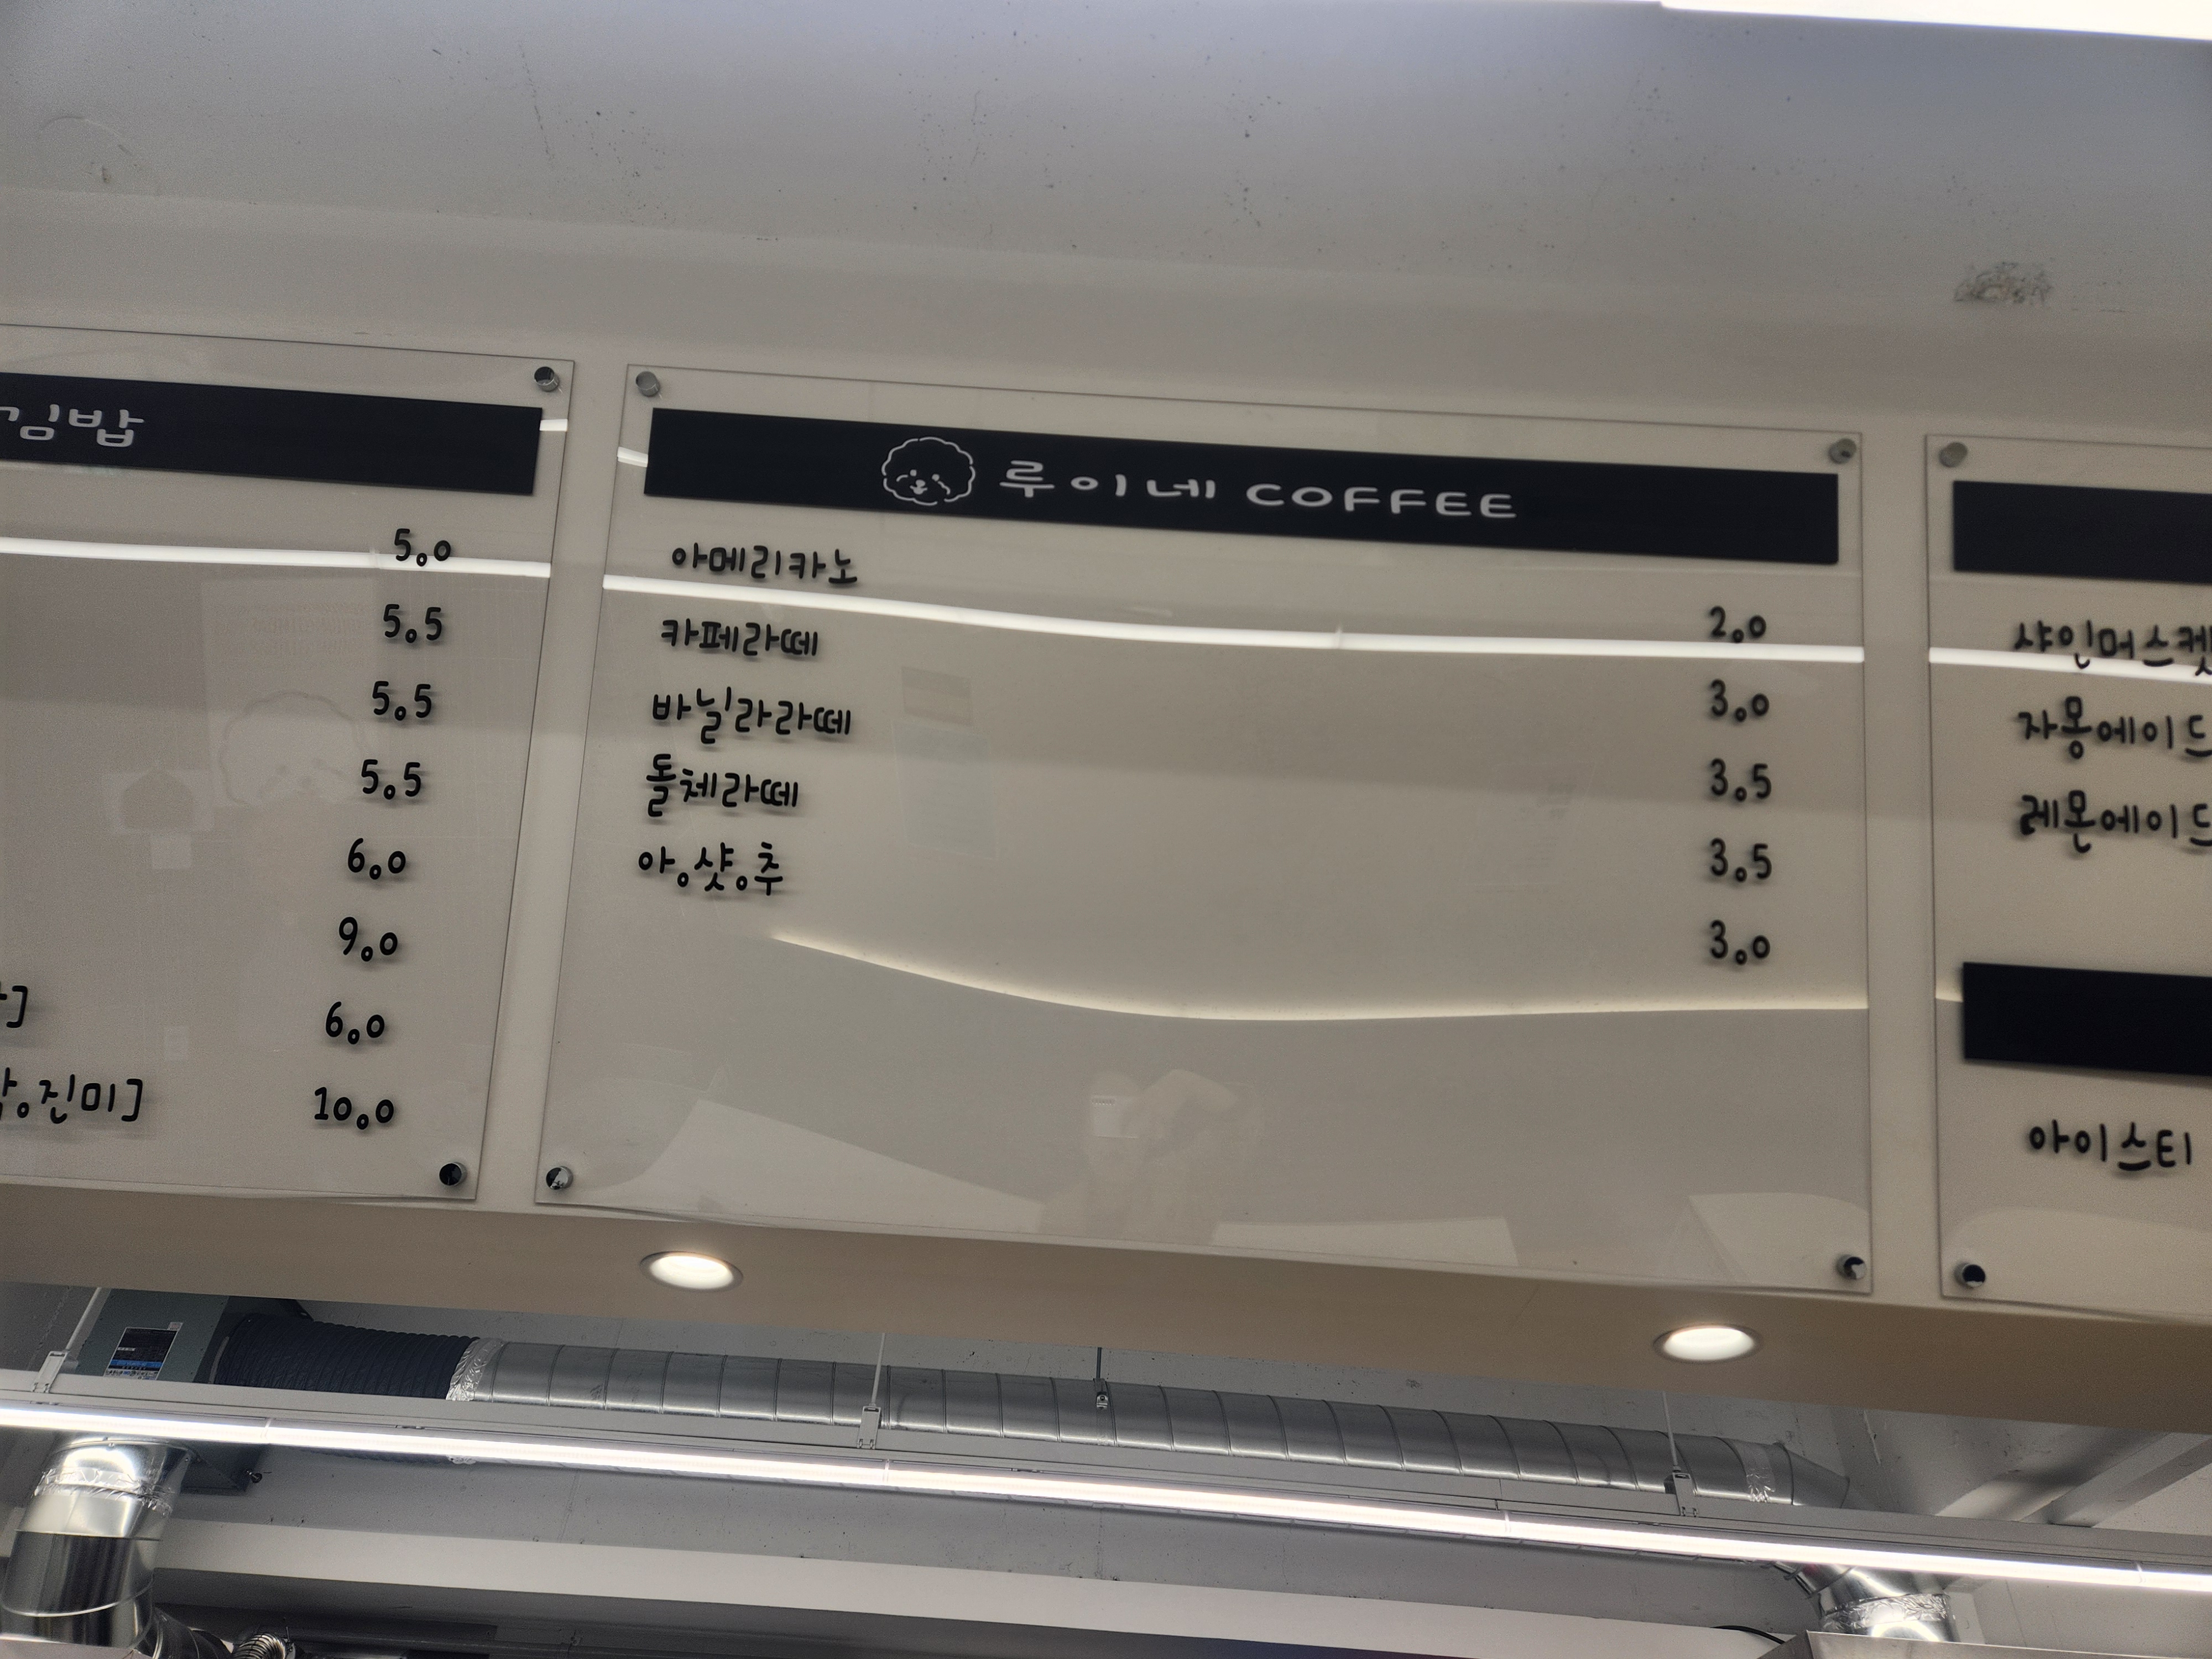 김밥
5.0
5.5
5.5
5.5
6.0
9.0
6.0
진미] 10.0
루이네 COFFEE
아메리카노 2.0
카페라떼 3.0
바닐라라떼 3.5
돌체라떼 3.5
아.샷.추 3.0
샤인머스켓
자몽에이드
레몬에이드
아이스티